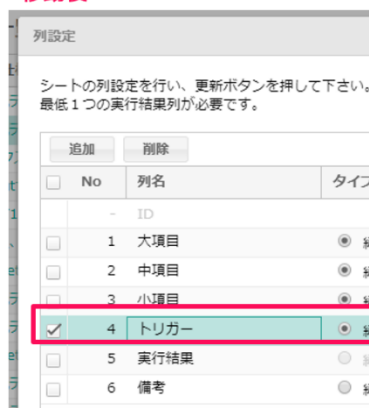 列設定
シートの列設定を行い、更新ボタンを押して下さい。
最低1つの実行結果列が必要です。
追加 削除
No 列名
- ID
1 大項目
2 中項目
3 小項目
4 トリガー
5 実行結果
6 備考